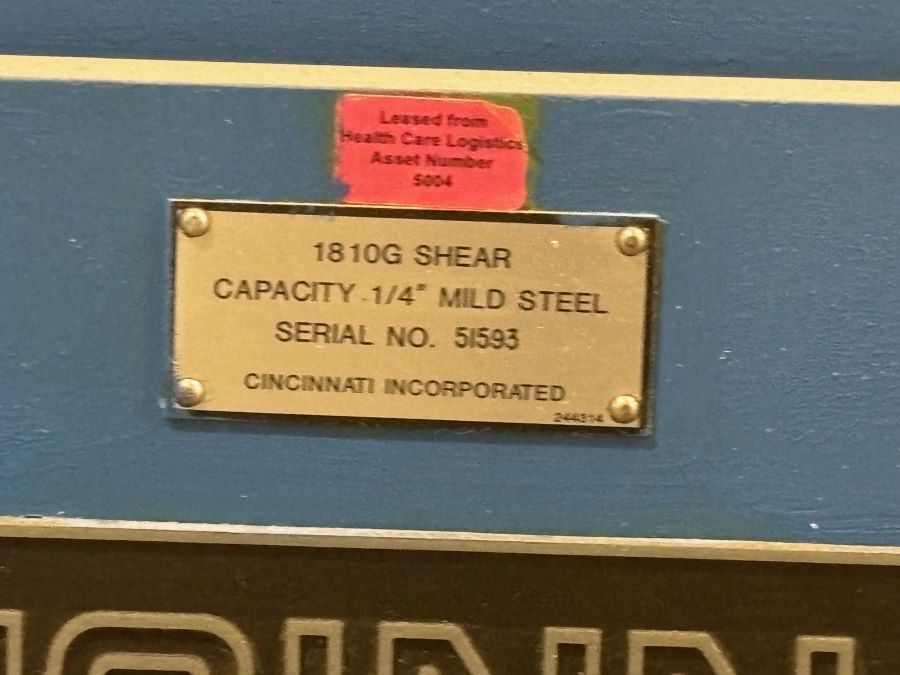 Leased from
Health Care Logistics
Asset Number
5004
1810G SHEAR
CAPACITY 1/4" MILD STEEL
SERIAL NO. 51593
CINCINNATI INCORPORATED
244314